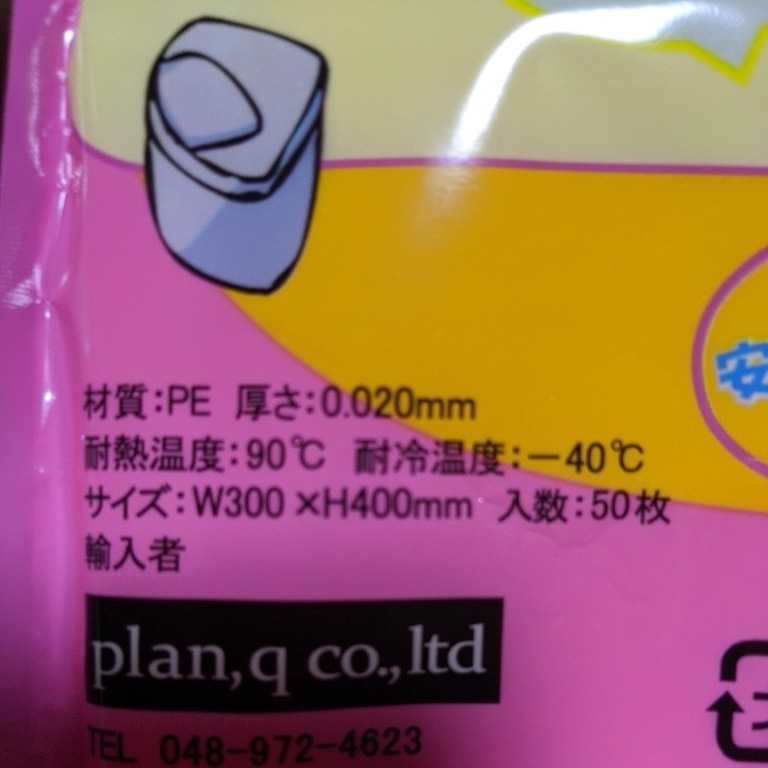 安
材質:PE 厚さ:0.020mm
耐熱温度:90℃ 耐冷温度:－40℃
サイズ:W300×H400mm 入数:50枚
輸入者
plan,q co.,ltd
TEL 048-972-4623